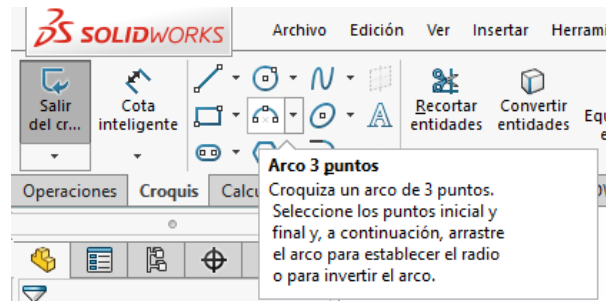 SOLIDWORKS
Archivo Edición Ver Insertar
Salir del cr...
Cota inteligente
Recortar entidades
Convertir entidades
Arco 3 puntos
Croquiza un arco de 3 puntos.
Seleccione los puntos inicial y
final y, a continuación, arrastre
el arco para establecer el radio
o para invertir el arco.
Operaciones Croquis